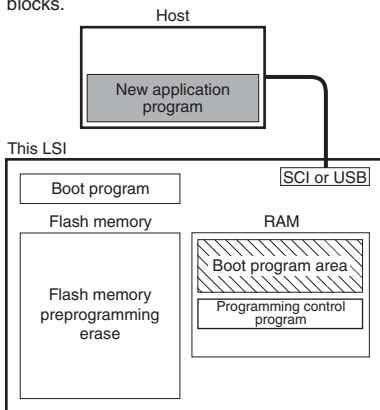 blocks.
Host
New application
program
This LSI
SCI or USB
Boot program
Flash memory
RAM
Flash memory
preprogramming
erase
Boot program area
Programming control
program